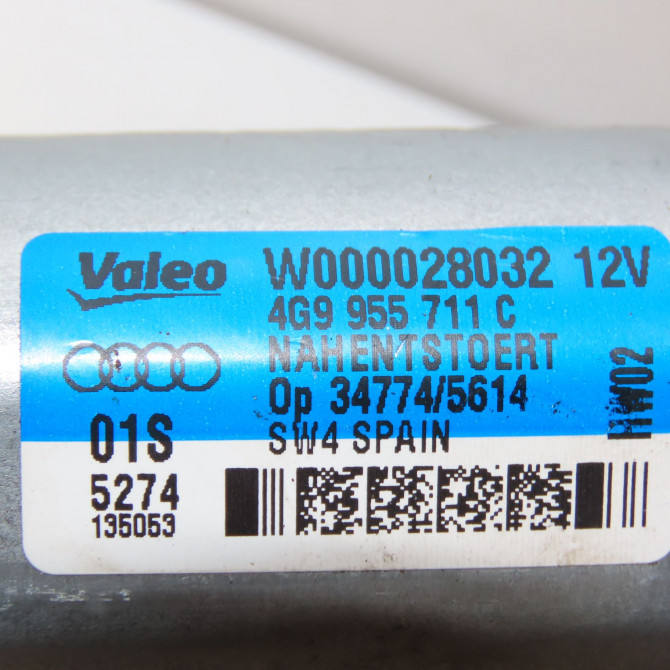 Valeo W000028032 12V
4G9 955 711 C
NAHENTSTOERT
Op 34774/5614
01S SW4 SPAIN
HW02
5274
135053